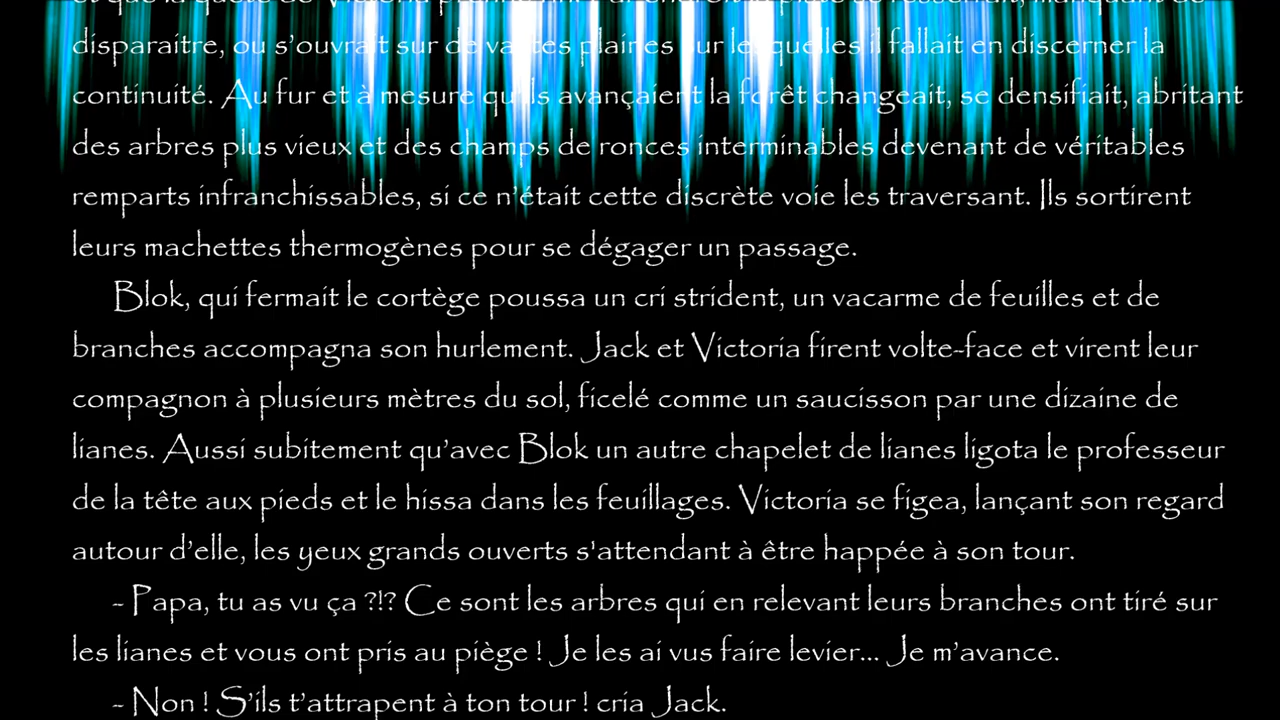 et que la quête de Victoria
disparaitre, ou s'ouvrait sur de vastes plaines sur lesquelles il fallait en discerner la
continuité. Au fur et à mesure qu'ils avançaient la forêt changeait, se densifiait, abritant
des arbres plus vieux et des champs de ronces interminables devenant de véritables
remparts infranchissables, si ce n'était cette discrète voie les traversant. Ils sortirent
leurs machettes thermogènes pour se dégager un passage.
Blok, qui fermait le cortège poussa un cri strident, un vacarme de feuilles et de
branches accompagna son hurlement. Jack et Victoria firent volte-face et virent leur
compagnon à plusieurs mètres du sol, ficelé comme un saucisson par une dizaine de
lianes. Aussi subitement qu'avec Blok un autre chapelet de lianes ligota le professeur
de la tête aux pieds et le hissa dans les feuillages. Victoria se figea, lançant son regard
autour d'elle, les yeux grands ouverts s'attendant à être happée à son tour.
- Papa, tu as vu ça ?!? Ce sont les arbres qui en relevant leurs branches ont tiré sur
les lianes et vous ont pris au piège ! Je les ai vus faire levier... Je m'avance.
- Non ! S'ils t'attrapent à ton tour ! cria Jack.